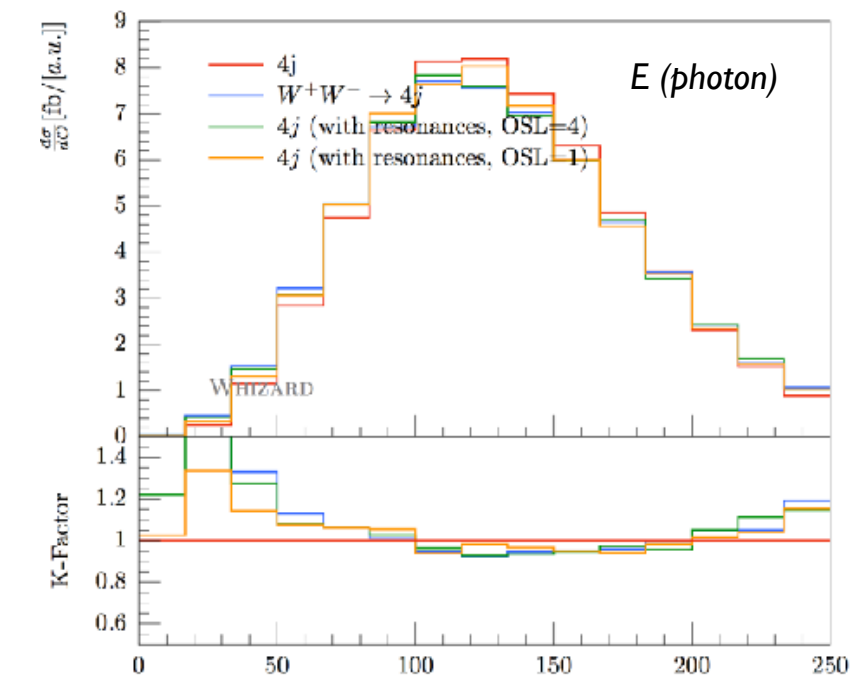 9
8
7
6
5
4
3
2
1
0
dσ/dO [fb/[a.u.]]
E (photon)
4j
W⁺W⁻ → 4j
4j (with resonances, OSL=4)
4j (with resonances, OSL=1)
WHIZARD
1.4
1.2
1
0.8
0.6
K-Factor
0 50 100 150 200 250